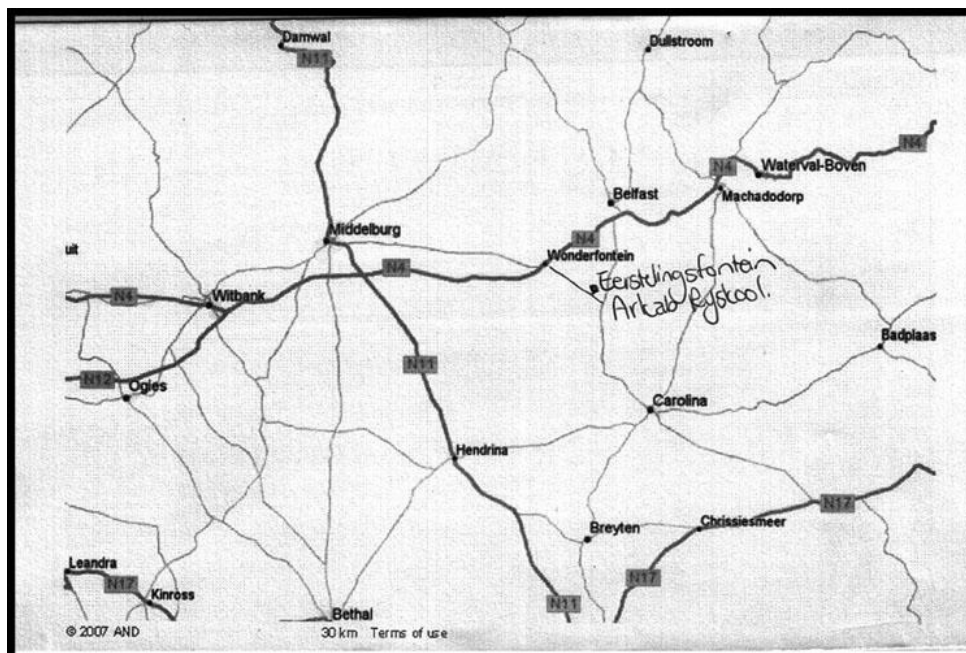 Damwal
N11
Dullstroom
N4
N4
Waterval-Boven
Machadodorp
Belfast
Middelburg
N4
uit
Wonderfontein
N4
Eerstelingsfontein
N4
Witbank
Badplaas
N11
N12
Ogies
Carolina
Hendrina
N17
Breyten
Chrissiesmeer
Leandra
N17
N17
Kinross
N11
Bethal
© 2007 AND
30 km Terms of use